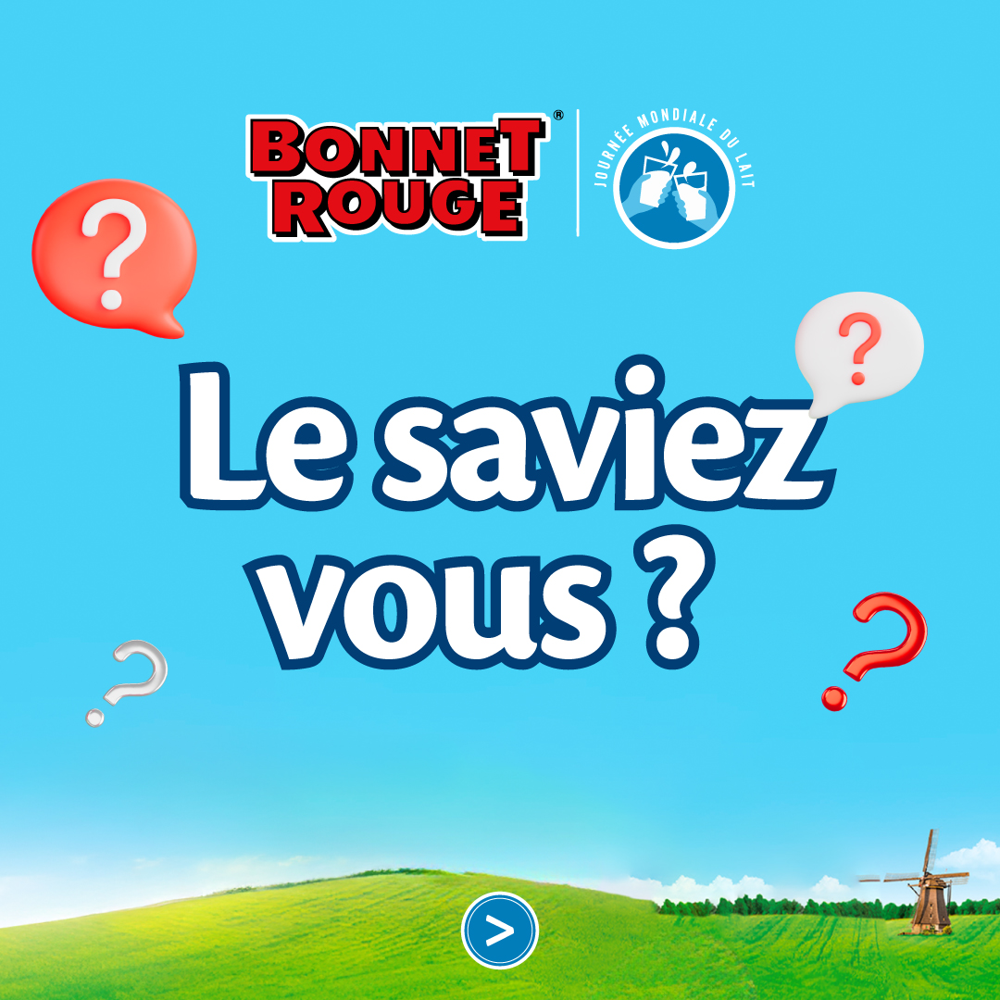 BONNET
ROUGE®
JOURNÉE MONDIALE DU LAIT
?
?
Le saviez
vous ?
?
?
>